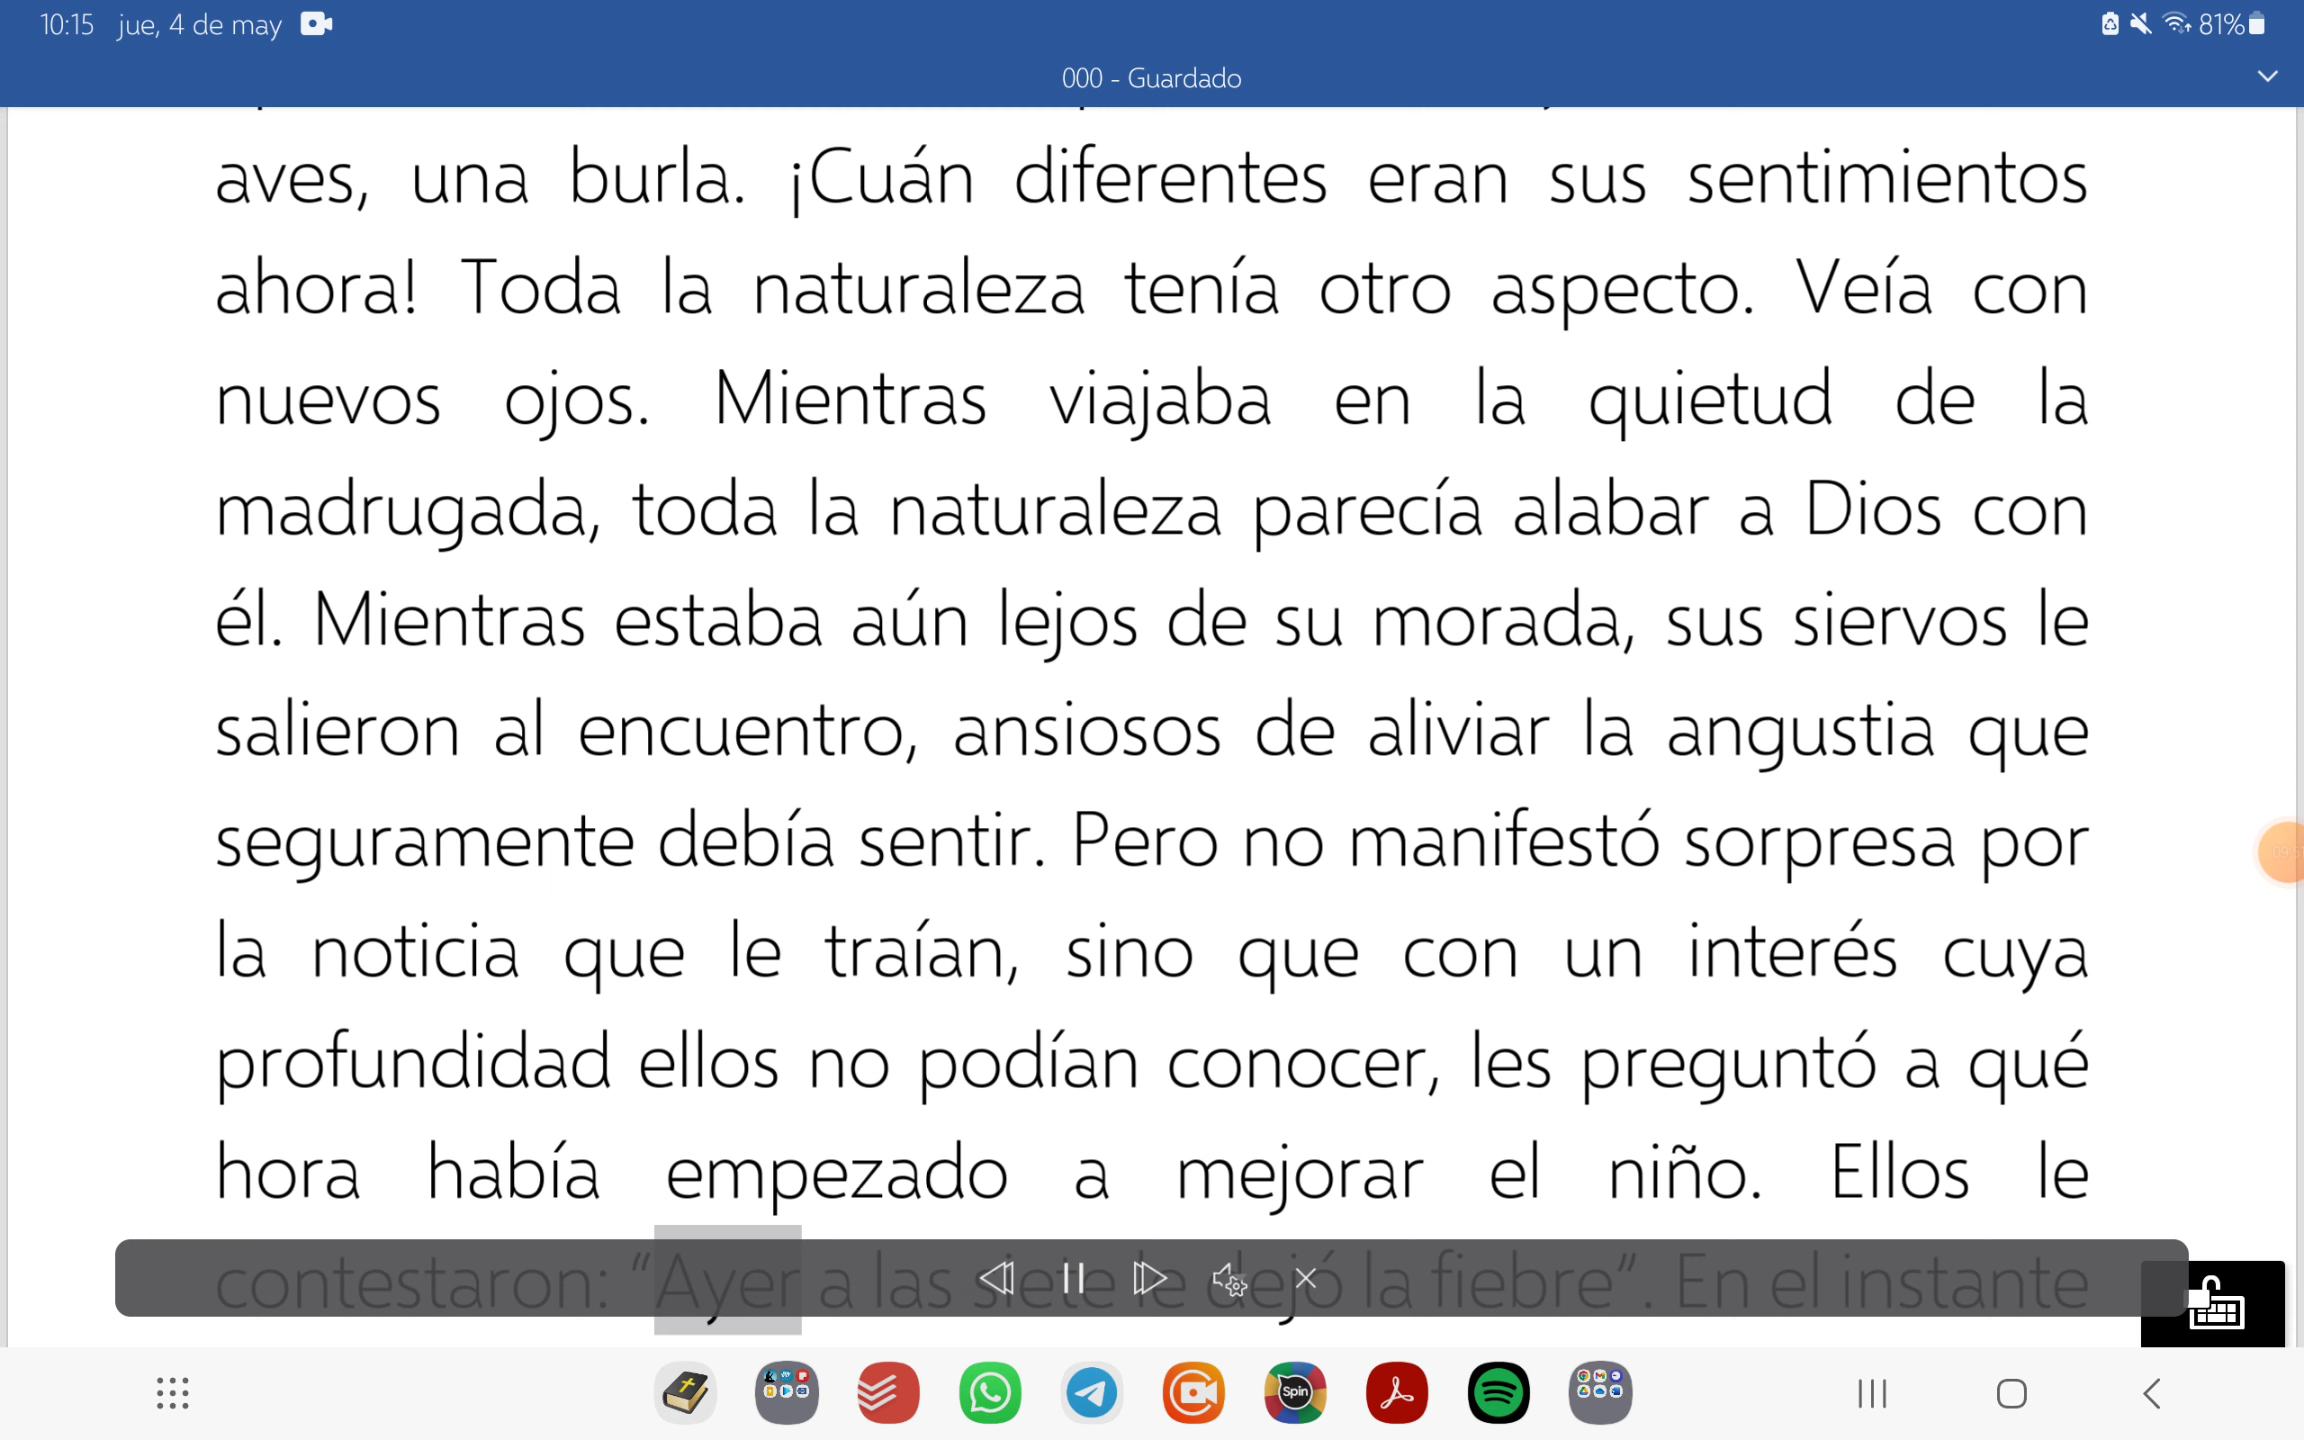 10:15 jue, 4 de may
81%
000 - Guardado
aves, una burla. ¡Cuán diferentes eran sus sentimientos
ahora! Toda la naturaleza tenía otro aspecto. Veía con
nuevos ojos. Mientras viajaba en la quietud de la
madrugada, toda la naturaleza parecía alabar a Dios con
él. Mientras estaba aún lejos de su morada, sus siervos le
salieron al encuentro, ansiosos de aliviar la angustia que
seguramente debía sentir. Pero no manifestó sorpresa por
la noticia que le traían, sino que con un interés cuya
profundidad ellos no podían conocer, les preguntó a qué
hora había empezado a mejorar el niño. Ellos le
contestaron: “Ayer a las siete le dejó la fiebre”. En el instante
Spin